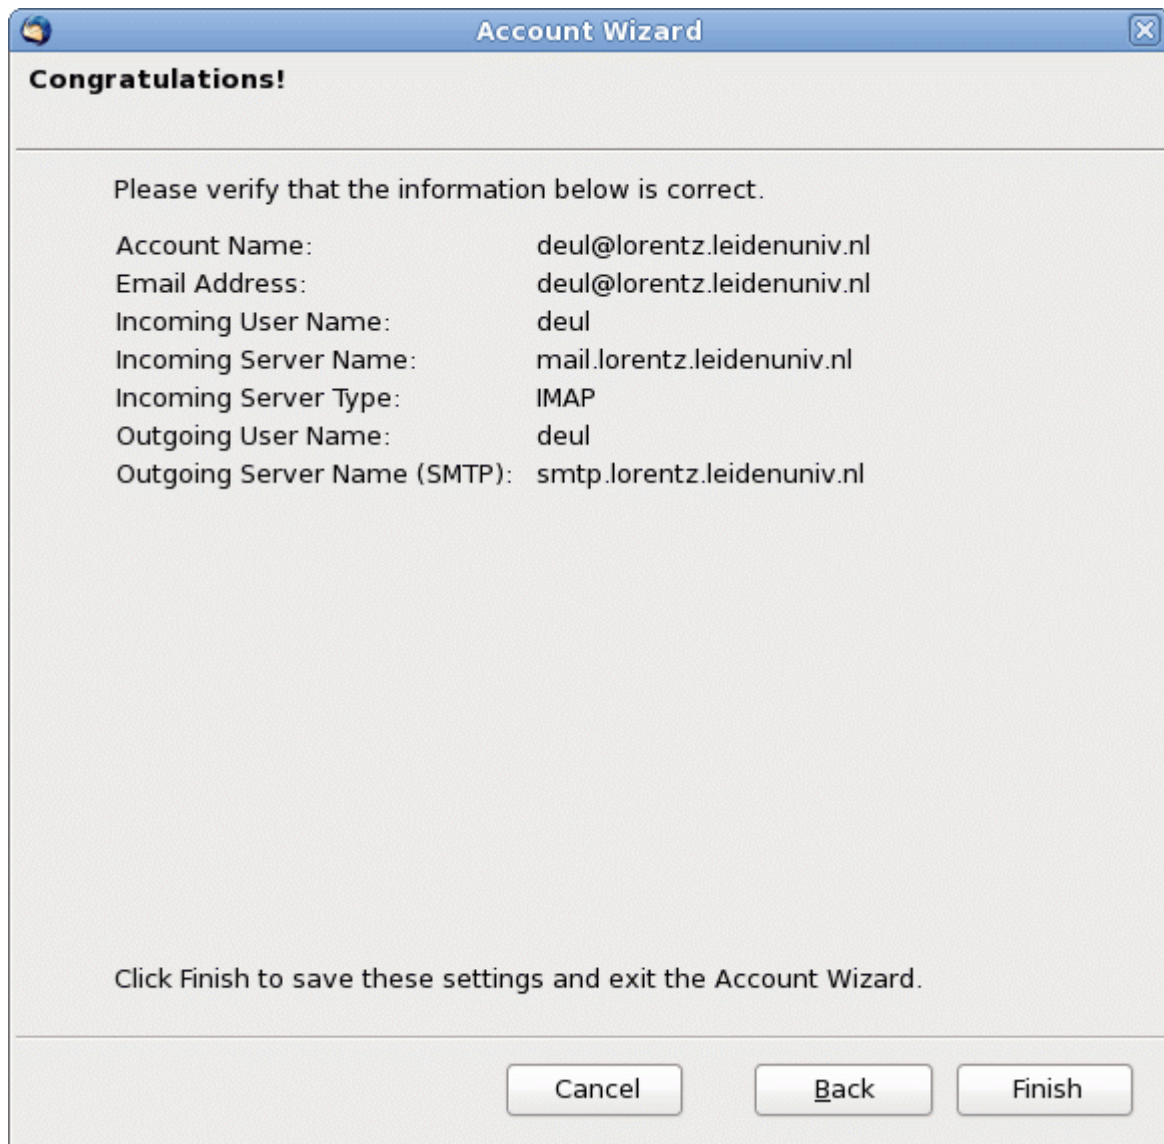 Account Wizard
Congratulations!
Please verify that the information below is correct.
Account Name: deul@lorentz.leidenuniv.nl
Email Address: deul@lorentz.leidenuniv.nl
Incoming User Name: deul
Incoming Server Name: mail.lorentz.leidenuniv.nl
Incoming Server Type: IMAP
Outgoing User Name: deul
Outgoing Server Name (SMTP): smtp.lorentz.leidenuniv.nl
Click Finish to save these settings and exit the Account Wizard.
Cancel Back Finish